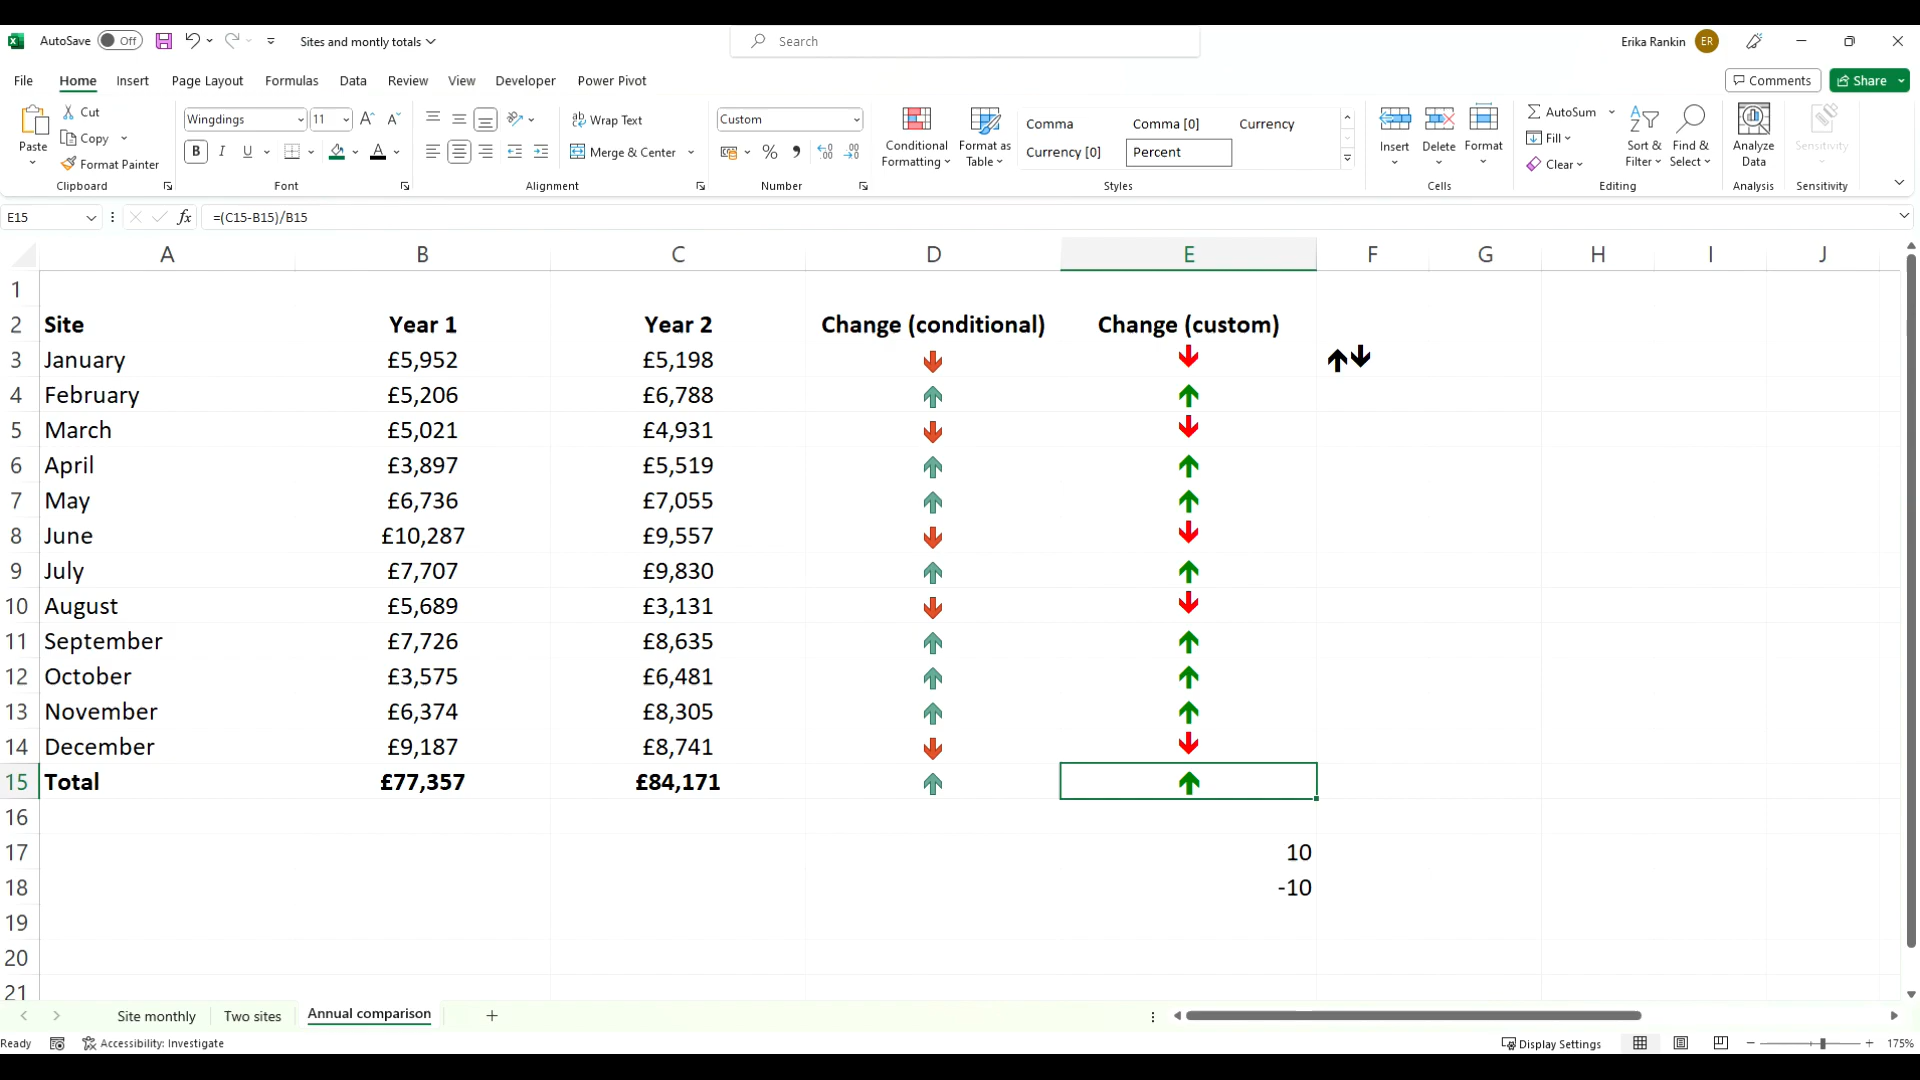 AutoSave Off Sites and montly totals Search Erika Rankin ER
File Home Insert Page Layout Formulas Data Review View Developer Power Pivot Comments Share
Paste Cut Copy Format Painter Clipboard
Wingdings 11 B I U A Font
Wrap Text Merge & Center Alignment
Custom % Number
Conditional Formatting Format as Table Comma Comma [0] Currency Currency [0] Percent Styles
Insert Delete Format Cells
AutoSum Fill Clear Sort & Filter Find & Select Editing
Analyze Data Analysis
Sensitivity Sensitivity
E15 fx =(C15-B15)/B15
A B C D E F G H I J
1
2 Site Year 1 Year 2 Change (conditional) Change (custom)
3 January £5,952 £5,198 ↓ ↓ ↑↓
4 February £5,206 £6,788 ↑ ↑
5 March £5,021 £4,931 ↓ ↓
6 April £3,897 £5,519 ↑ ↑
7 May £6,736 £7,055 ↑ ↑
8 June £10,287 £9,557 ↓ ↓
9 July £7,707 £9,830 ↑ ↑
10 August £5,689 £3,131 ↓ ↓
11 September £7,726 £8,635 ↑ ↑
12 October £3,575 £6,481 ↑ ↑
13 November £6,374 £8,305 ↑ ↑
14 December £9,187 £8,741 ↓ ↓
15 Total £77,357 £84,171 ↑ ↑
16
17 10
18 -10
19
20
21
Site monthly Two sites Annual comparison
Ready Accessibility: Investigate Display Settings 175%